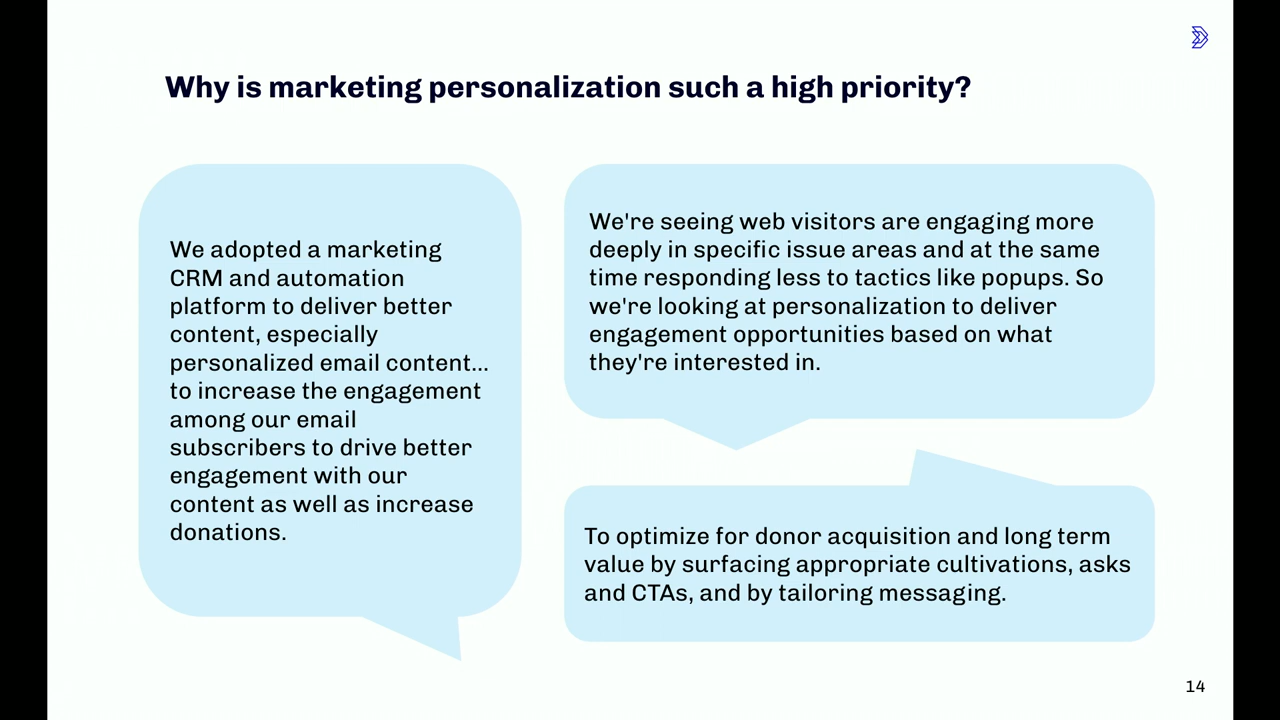 Why is marketing personalization such a high priority?
We adopted a marketing
CRM and automation
platform to deliver better
content, especially
personalized email content...
to increase the engagement
among our email
subscribers to drive better
engagement with our
content as well as increase
donations.
We're seeing web visitors are engaging more
deeply in specific issue areas and at the same
time responding less to tactics like popups. So
we're looking at personalization to deliver
engagement opportunities based on what
they're interested in.
To optimize for donor acquisition and long term
value by surfacing appropriate cultivations, asks
and CTAs, and by tailoring messaging.
14